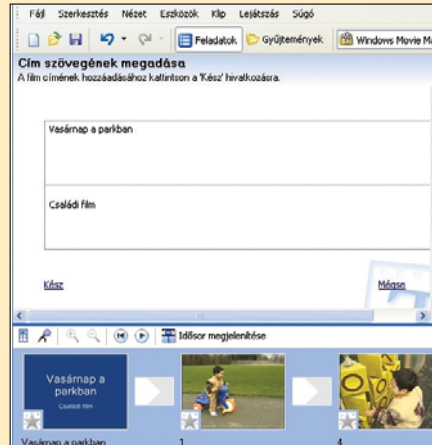 Fájl Szerkesztés Nézet Eszközök Klip Lejátszás Súgó
Feladatok Gyűjtemények Windows Movie
Cím szövegének megadása
A film címének hozzáadásához kattintson a 'Kész' hivatkozásra.
Vasárnap a parkban
Családi film
Kész Mégse
Idősor megjelenítése
Vasárnap a
parkban
Családi film
Vasárnap a parkban 1 4